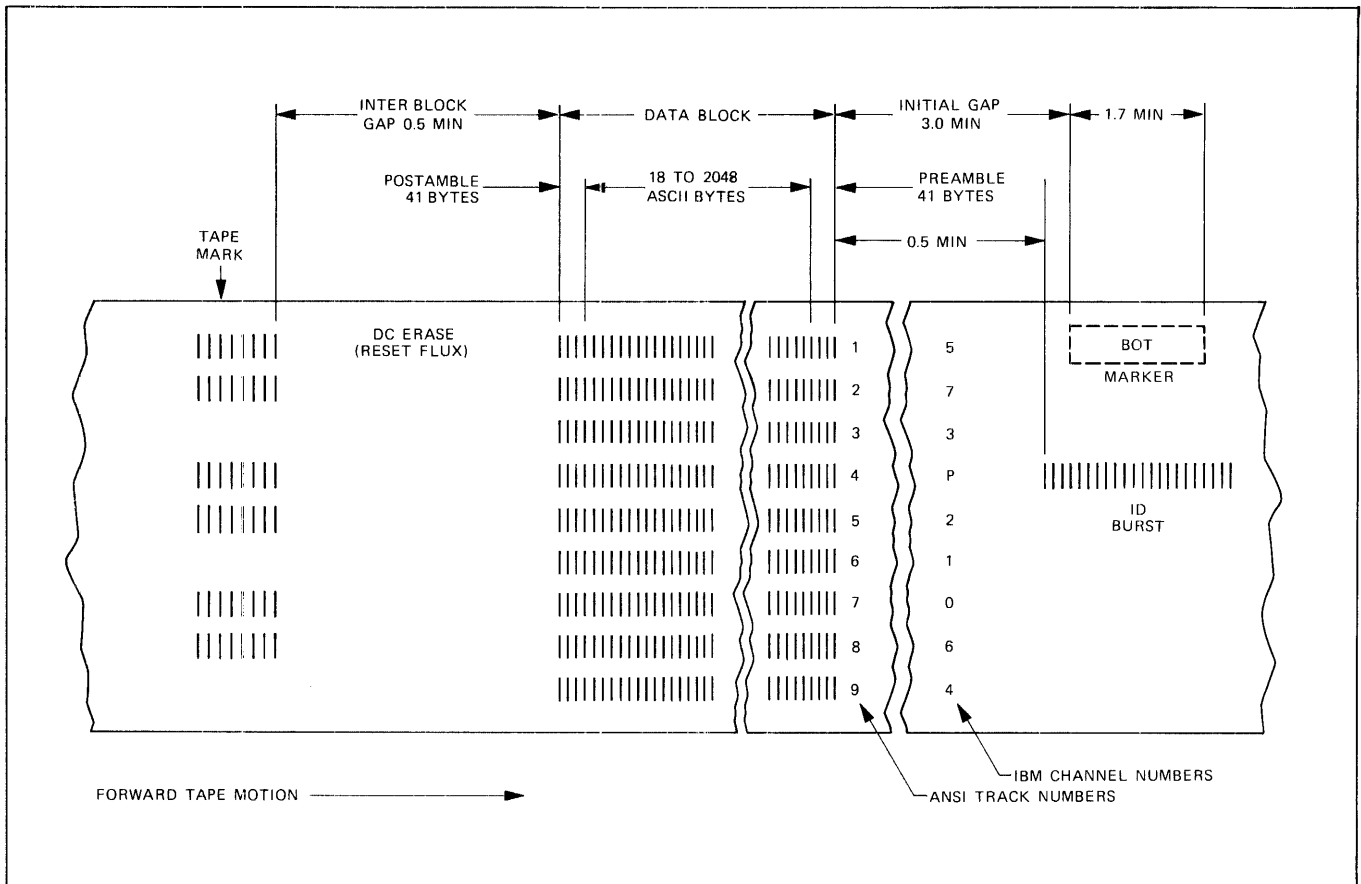 INTER BLOCK
GAP 0.5 MIN
DATA BLOCK
INITIAL GAP
3.0 MIN
1.7 MIN
POSTAMBLE
41 BYTES
18 TO 2048
ASCII BYTES
PREAMBLE
41 BYTES
0.5 MIN
TAPE
MARK
DC ERASE
(RESET FLUX)
1 5
BOT
MARKER
2 7
3 3
4 P
5 2
ID
BURST
6 1
7 0
8 6
9 4
IBM CHANNEL NUMBERS
ANSI TRACK NUMBERS
FORWARD TAPE MOTION